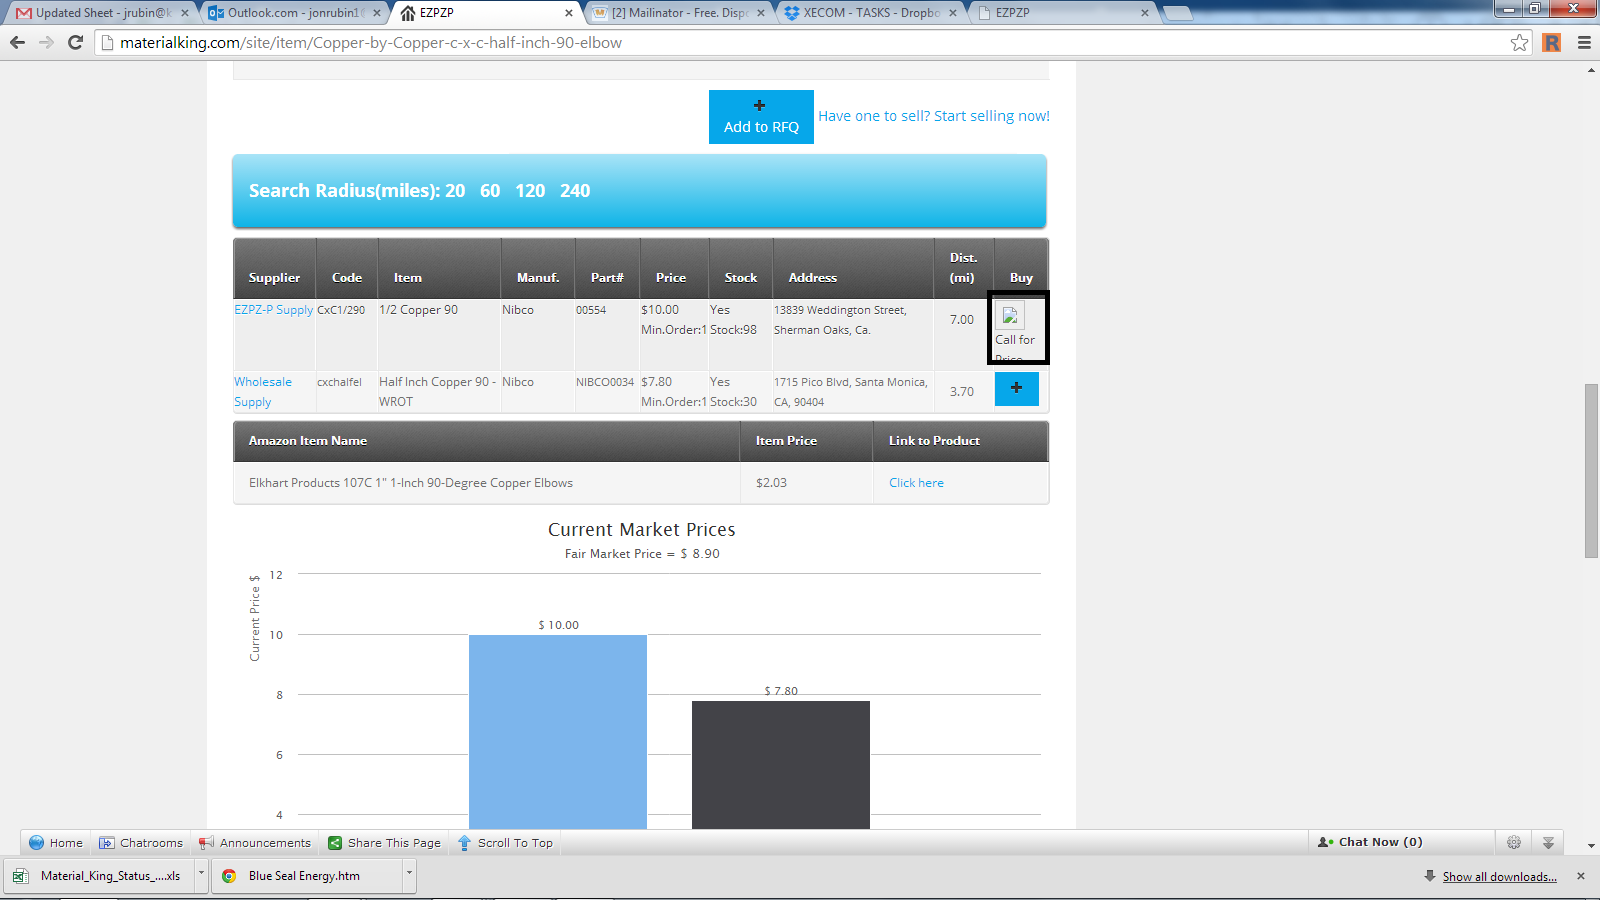 Updated Sheet - jrubin@k
Outlook.com - jonrubin1@
EZPZP
[2] Mailinator - Free. Dispo
XECOM - TASKS - Dropbo
EZPZP
materialking.com/site/item/Copper-by-Copper-c-x-c-half-inch-90-elbow
+
Add to RFQ
Have one to sell? Start selling now!
Search Radius(miles): 20 60 120 240
Supplier Code Item Manuf. Part# Price Stock Address Dist. (mi) Buy
EZPZ-P Supply CxC1/290 1/2 Copper 90 Nibco 00554 $10.00 Yes 13839 Weddington Street, 7.00
Min.Order:1 Stock:98 Sherman Oaks, Ca.
Call for
Price
Wholesale cxchalfel Half Inch Copper 90 - Nibco NIBCO0034 $7.80 Yes 1715 Pico Blvd, Santa Monica, 3.70 +
Supply WROT Min.Order:1 Stock:30 CA, 90404
Amazon Item Name Item Price Link to Product
Elkhart Products 107C 1" 1-Inch 90-Degree Copper Elbows $2.03 Click here
Current Market Prices
Fair Market Price = $ 8.90
Current Price $
12
10
8
6
4
$ 10.00
$ 7.80
Home Chatrooms Announcements Share This Page Scroll To Top Chat Now (0)
Material_King_Status_....xls Blue Seal Energy.htm Show all downloads...